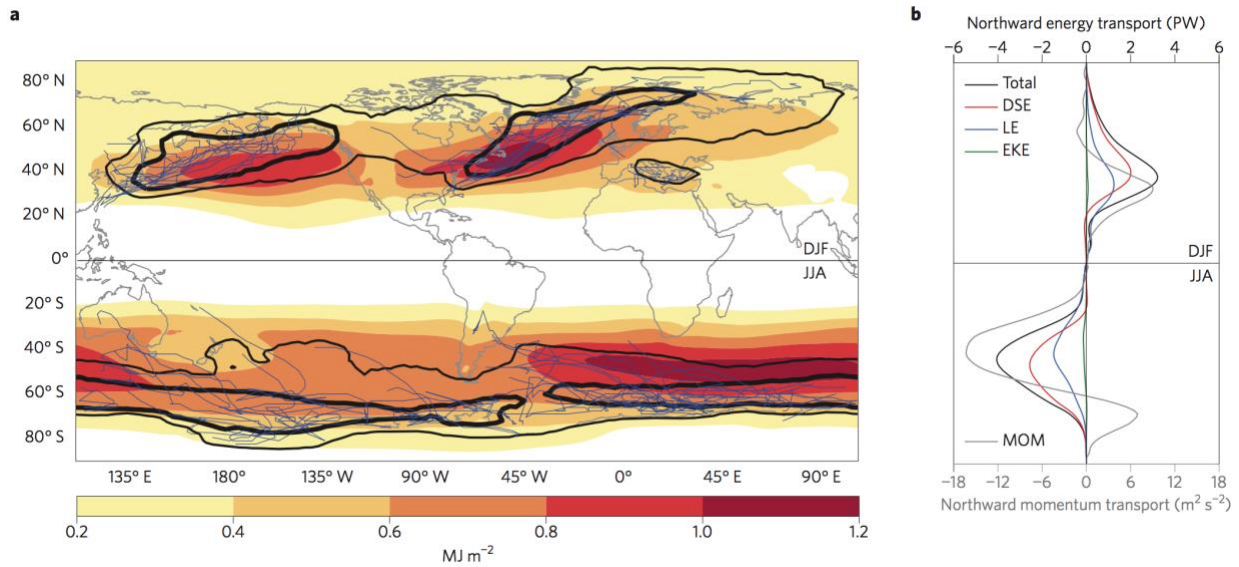 a
80° N
60° N
40° N
20° N
0°
20° S
40° S
60° S
80° S
DJF
JJA
135° E 180° 135° W 90° W 45° W 0° 45° E 90° E
0.2 0.4 0.6 0.8 1.0 1.2
MJ m−2
b
Northward energy transport (PW)
−6 −4 −2 0 2 6
Total
DSE
LE
EKE
DJF
JJA
MOM
−18 −12 −6 0 6 12 18
Northward momentum transport (m2 s−2)